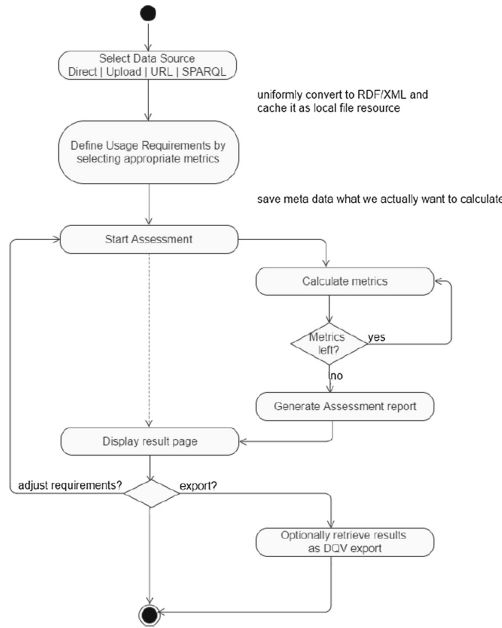 Select Data Source
Direct | Upload | URL | SPARQL
uniformly convert to RDF/XML and
cache it as local file resource
Define Usage Requirements by
selecting appropriate metrics
save meta data what we actually want to calculate
Start Assessment
Calculate metrics
Metrics
left?
yes
no
Generate Assessment report
Display result page
adjust requirements?
export?
Optionally retrieve results
as DQV export